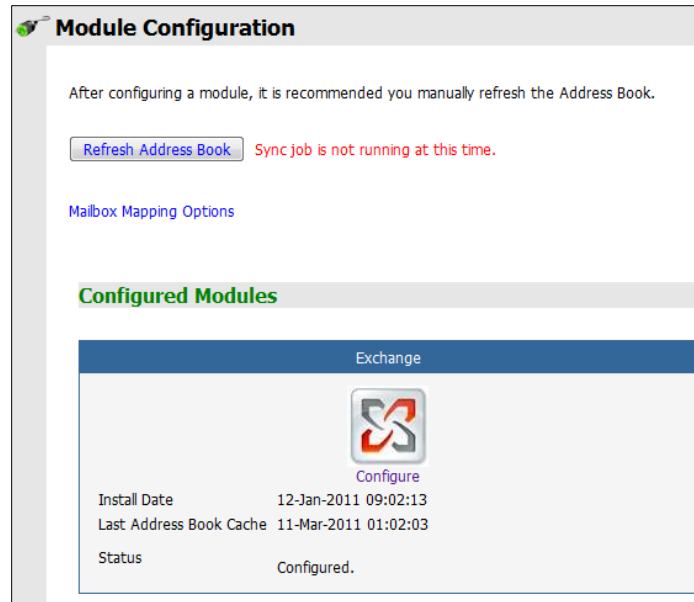 Module Configuration
After configuring a module, it is recommended you manually refresh the Address Book.
Refresh Address Book Sync job is not running at this time.
Mailbox Mapping Options
Configured Modules
Exchange
Configure
Install Date 12-Jan-2011 09:02:13
Last Address Book Cache 11-Mar-2011 01:02:03
Status Configured.